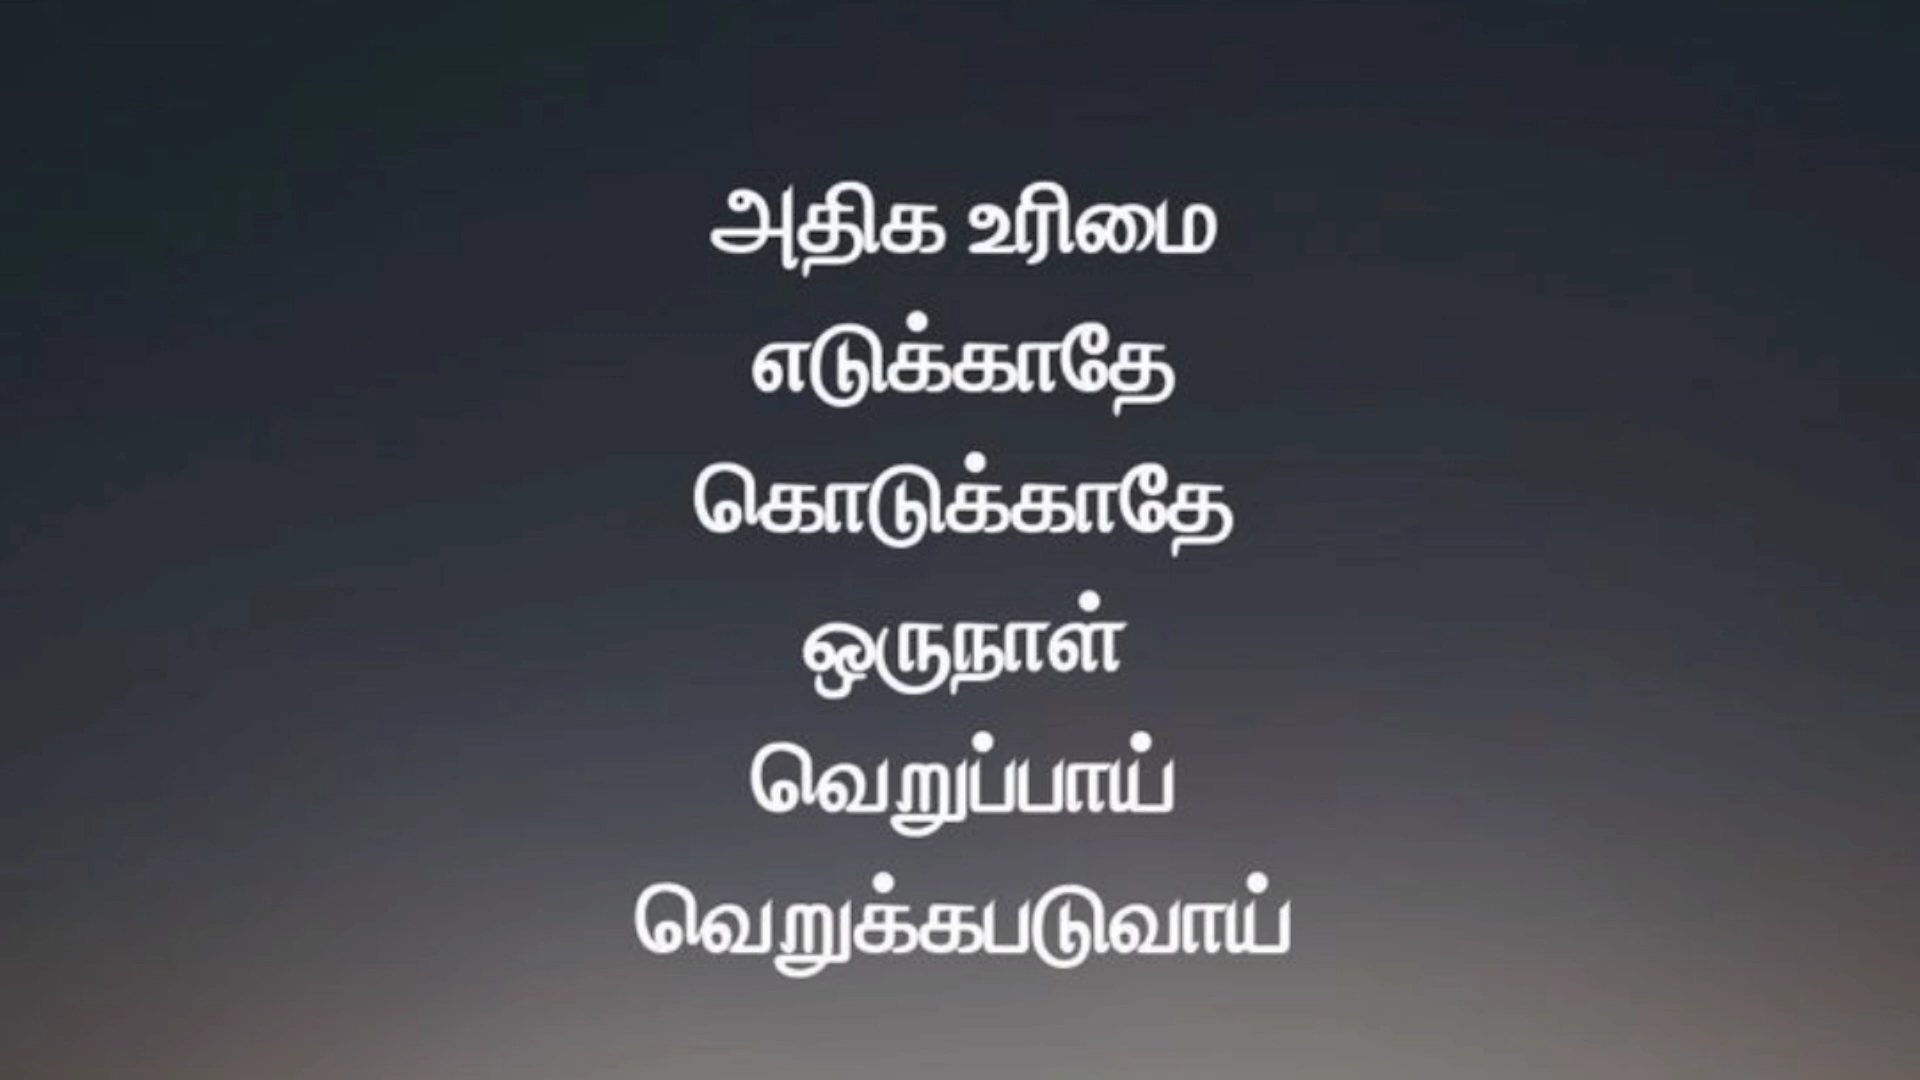 அதிக உரிமை
எடுக்காதே
கொடுக்காதே
ஒருநாள்
வெறுப்பாய்
வெறுக்கபடுவாய்